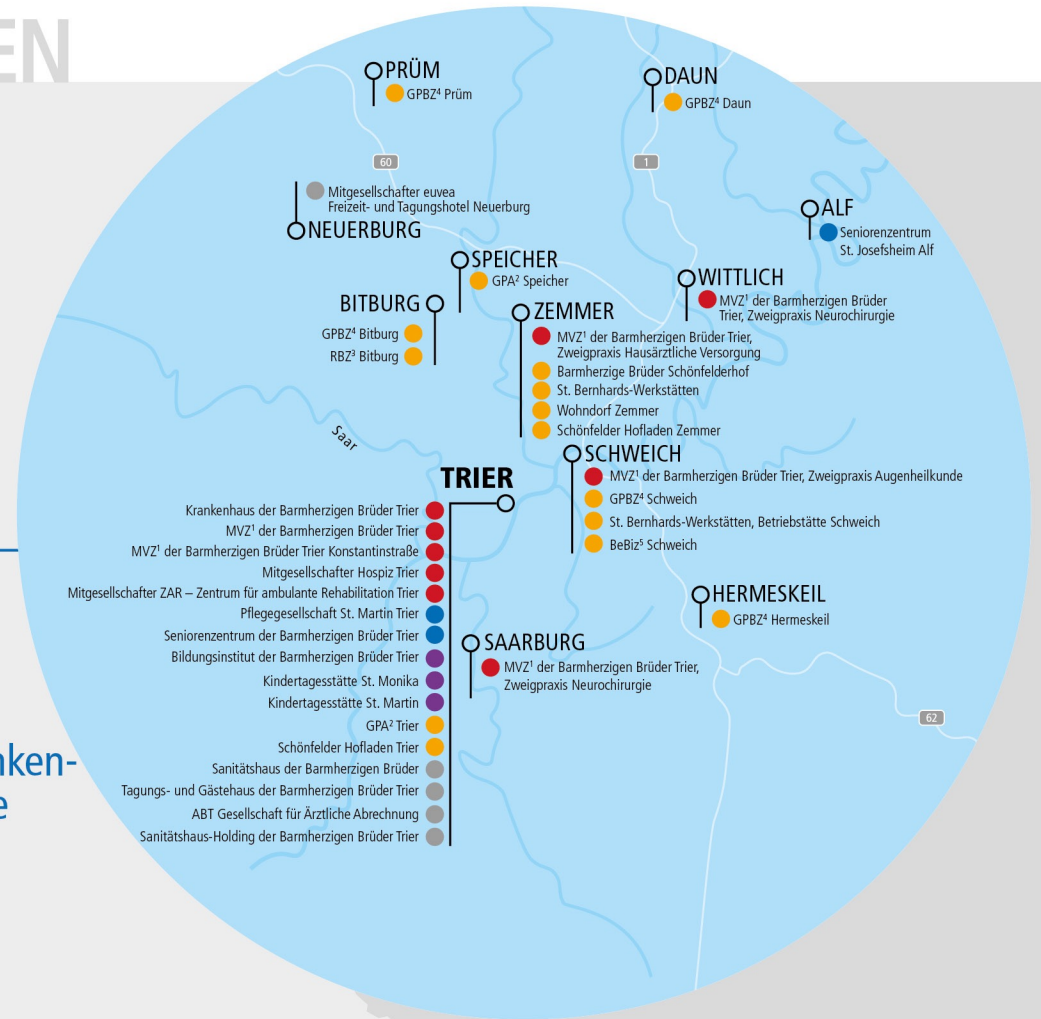 EN
PRÜM
GPBZ⁴ Prüm
DAUN
GPBZ⁴ Daun
60
1
Mitgesellschafter euvea
Freizeit- und Tagungshotel Neuerburg
NEUERBURG
ALF
Seniorenzentrum
St. Josefsheim Alf
SPEICHER
GPA² Speicher
WITTLICH
MVZ¹ der Barmherzigen Brüder
Trier, Zweigpraxis Neurochirurgie
BITBURG
GPBZ⁴ Bitburg
RBZ³ Bitburg
ZEMMER
MVZ¹ der Barmherzigen Brüder Trier,
Zweigpraxis Hausärztliche Versorgung
Barmherzige Brüder Schönfelderhof
St. Bernhards-Werkstätten
Wohndorf Zemmer
Schönfelder Hofladen Zemmer
Saar
SCHWEICH
MVZ¹ der Barmherzigen Brüder Trier, Zweigpraxis Augenheilkunde
GPBZ⁴ Schweich
St. Bernhards-Werkstätten, Betriebstätte Schweich
BeBiz⁵ Schweich
TRIER
Krankenhaus der Barmherzigen Brüder Trier
MVZ¹ der Barmherzigen Brüder Trier
MVZ¹ der Barmherzigen Brüder Trier Konstantinstraße
Mitgesellschafter Hospiz Trier
Mitgesellschafter ZAR – Zentrum für ambulante Rehabilitation Trier
Pflegegesellschaft St. Martin Trier
Seniorenzentrum der Barmherzigen Brüder Trier
Bildungsinstitut der Barmherzigen Brüder Trier
Kindertagesstätte St. Monika
Kindertagesstätte St. Martin
GPA² Trier
Schönfelder Hofladen Trier
Sanitätshaus der Barmherzigen Brüder
Tagungs- und Gästehaus der Barmherzigen Brüder Trier
ABT Gesellschaft für Ärztliche Abrechnung
Sanitätshaus-Holding der Barmherzigen Brüder Trier
HERMESKEIL
GPBZ⁴ Hermeskeil
SAARBURG
MVZ¹ der Barmherzigen Brüder Trier,
Zweigpraxis Neurochirurgie
62
nken-
e